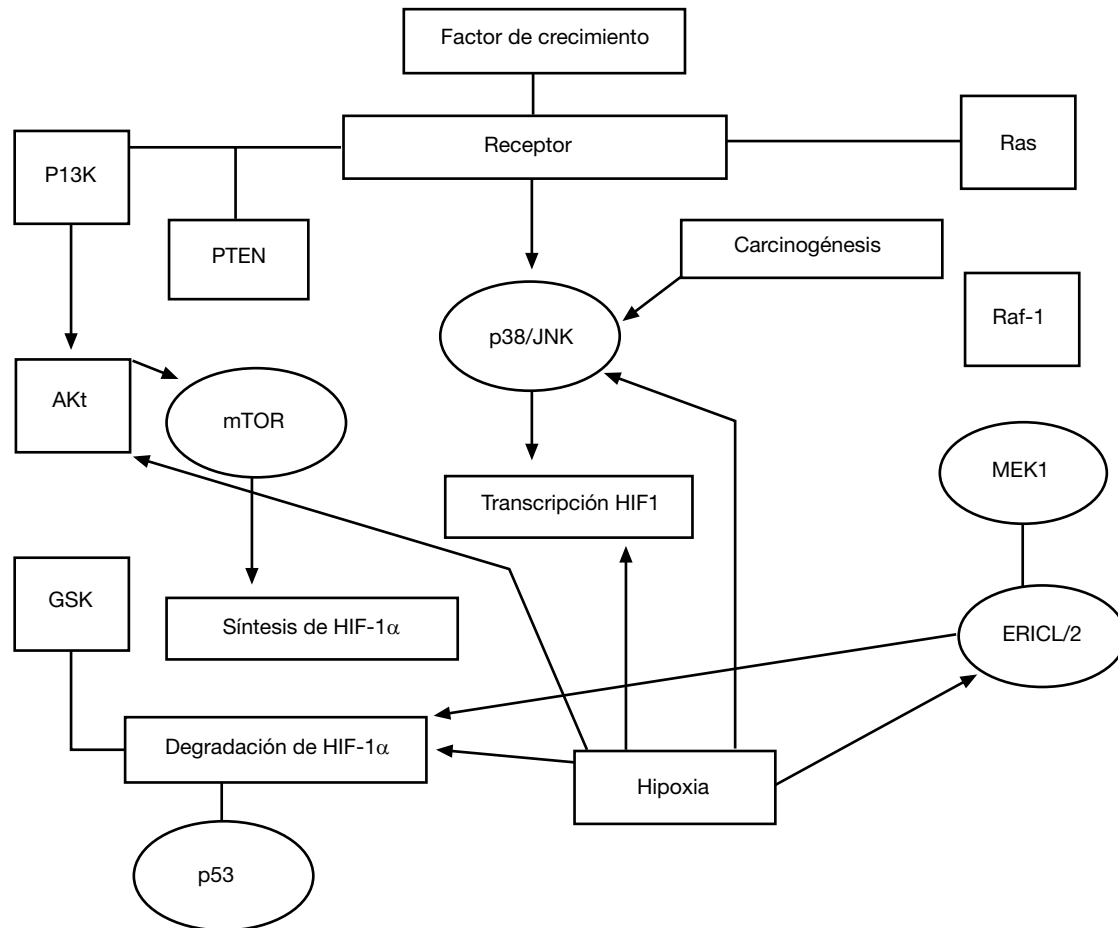 Factor de crecimiento
Receptor
Ras
P13K
PTEN
Carcinogénesis
Raf-1
p38/JNK
AKt
mTOR
MEK1
Transcripción HIF1
GSK
Síntesis de HIF-1α
ERICL/2
Degradación de HIF-1α
Hipoxia
p53